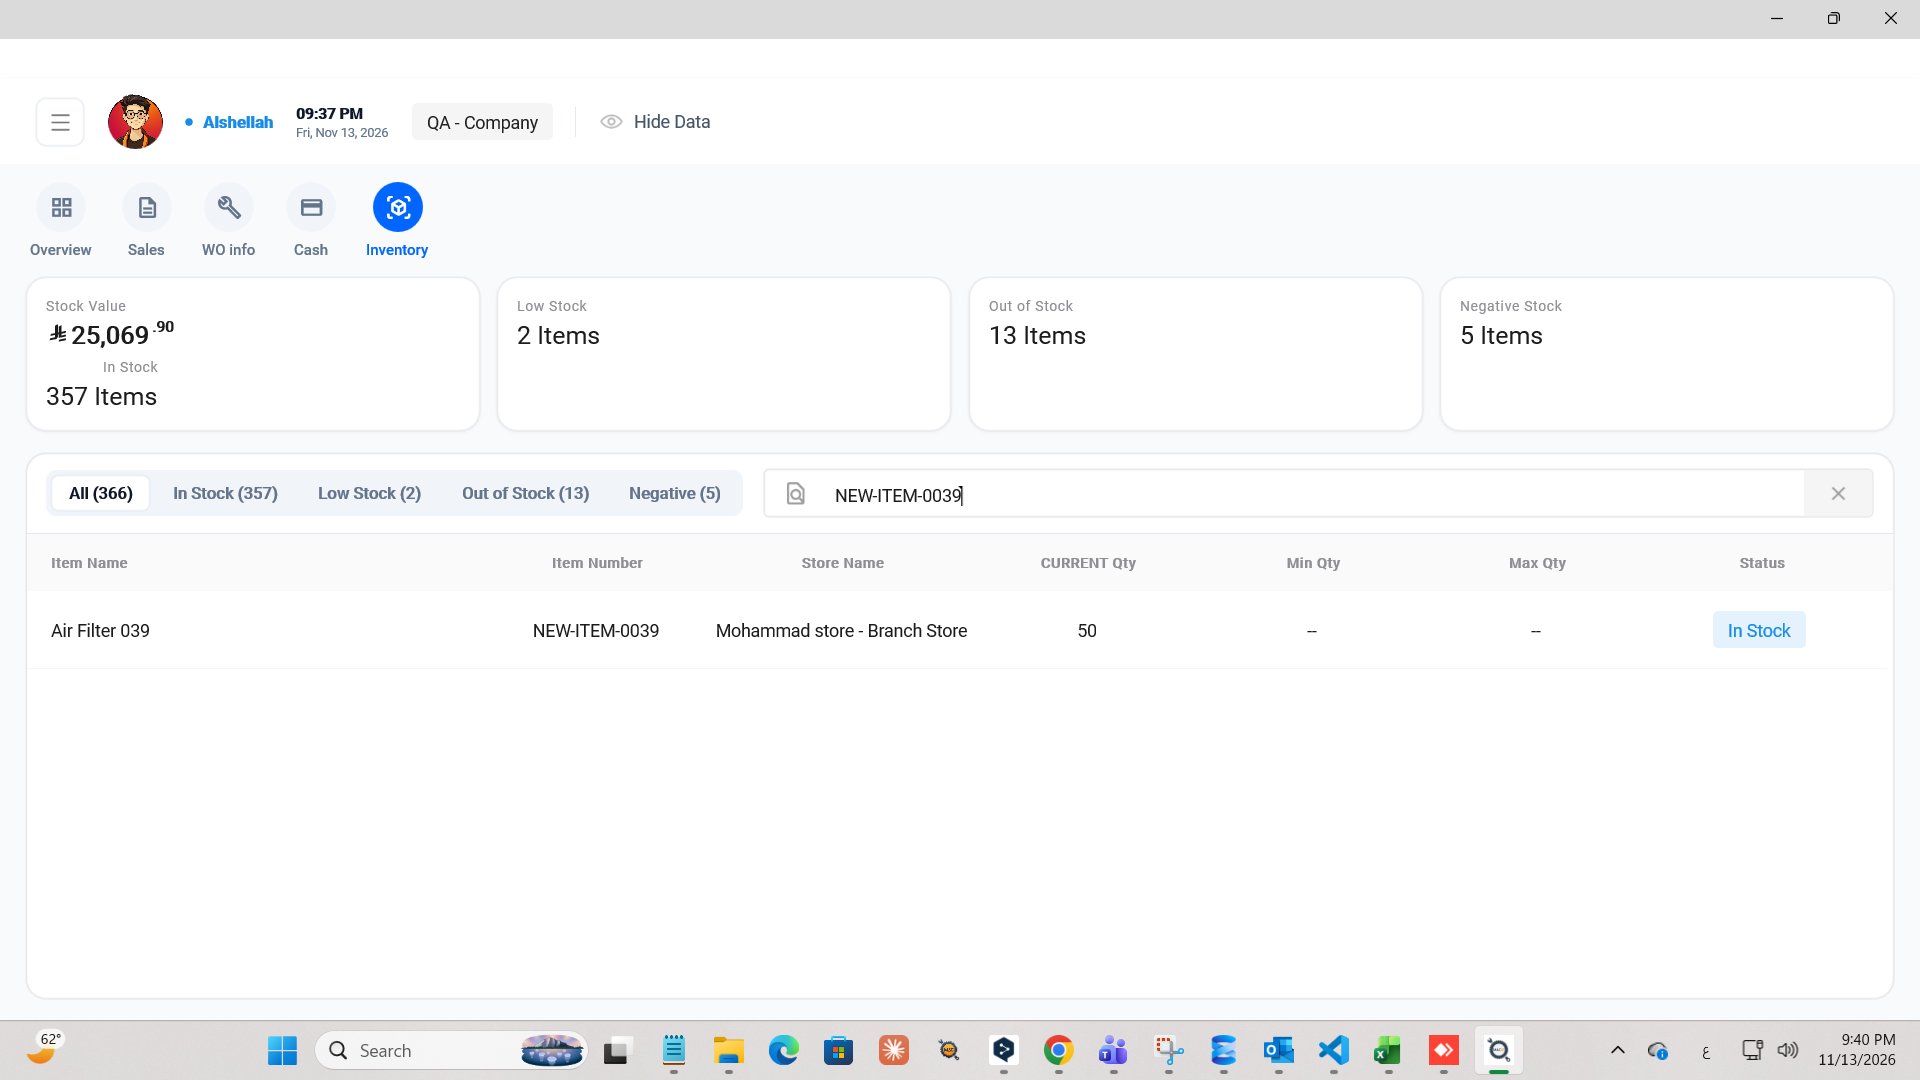 Alshellah
09:37 PM
Fri, Nov 13, 2026
QA - Company
Hide Data
Overview
Sales
WO info
Cash
Inventory
Stock Value
25,069.90
In Stock
357 Items
Low Stock
2 Items
Out of Stock
13 Items
Negative Stock
5 Items
All (366)
In Stock (357)
Low Stock (2)
Out of Stock (13)
Negative (5)
NEW-ITEM-0039
Item Name
Item Number
Store Name
CURRENT Qty
Min Qty
Max Qty
Status
Air Filter 039
NEW-ITEM-0039
Mohammad store - Branch Store
50
--
--
In Stock
62°
Search
ع
9:40 PM
11/13/2026